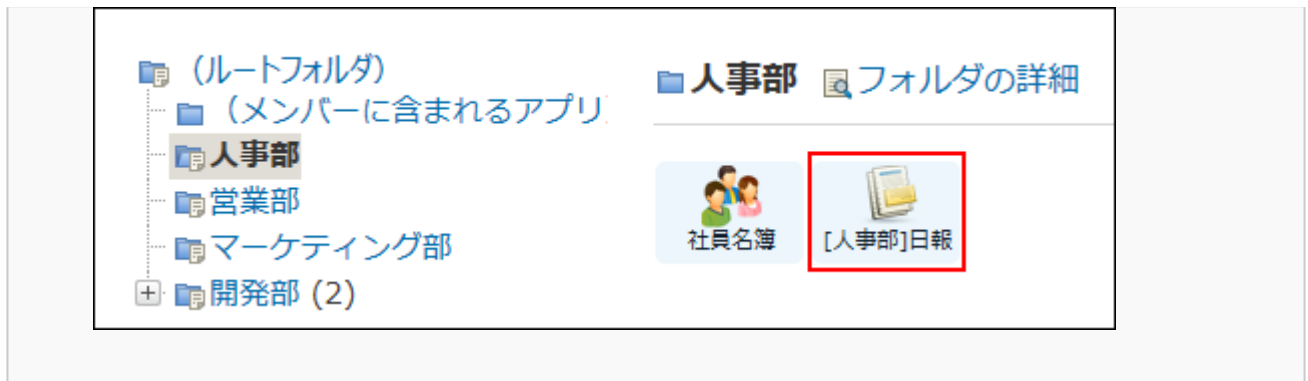 (ルートフォルダ)
(メンバーに含まれるアプリ
人事部
営業部
マーケティング部
開発部 (2)
人事部 フォルダの詳細
社員名簿
[人事部]日報